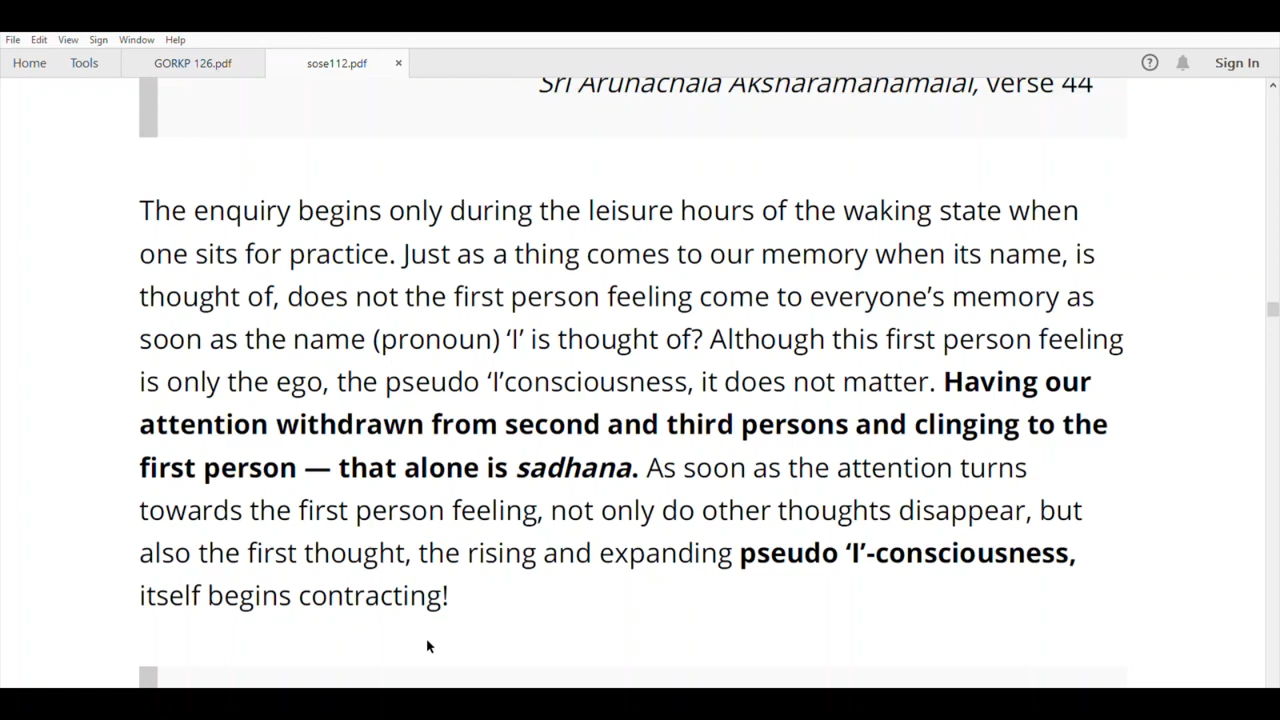 File Edit View Sign Window Help
Home Tools GORKP 126.pdf sose112.pdf × ? Sign In
Sri Arunachala Aksharamanamalai, verse 44
The enquiry begins only during the leisure hours of the waking state when
one sits for practice. Just as a thing comes to our memory when its name, is
thought of, does not the first person feeling come to everyone’s memory as
soon as the name (pronoun) ‘I’ is thought of? Although this first person feeling
is only the ego, the pseudo ‘I’consciousness, it does not matter. Having our
attention withdrawn from second and third persons and clinging to the
first person — that alone is sadhana. As soon as the attention turns
towards the first person feeling, not only do other thoughts disappear, but
also the first thought, the rising and expanding pseudo ‘I’-consciousness,
itself begins contracting!